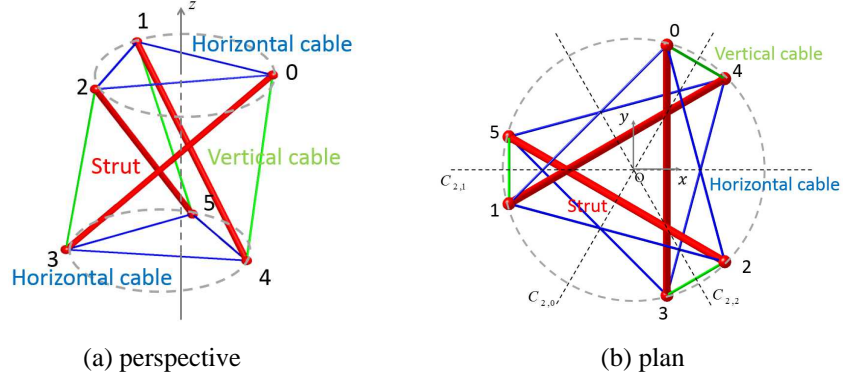 z
1
Horizontal cable
0
2
Strut
Vertical cable
5
3
4
Horizontal cable
(a) perspective
0
Vertical cable
4
5
y
C2,1
O
x
Horizontal cable
1
Strut
2
C2,0
3
C2,2
(b) plan